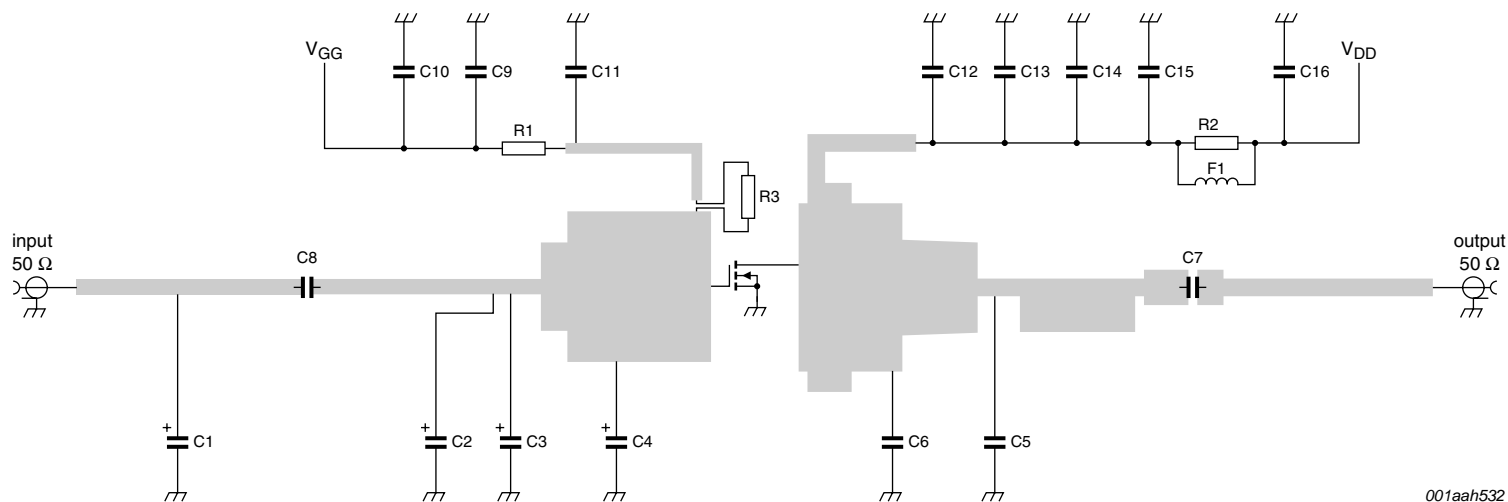 VGG
C10
C9
C11
R1
R3
C12
C13
C14
C15
C16
VDD
R2
F1
input
50 Ω
C8
C7
output
50 Ω
+
C1
+
C2
+
C3
+
C4
C6
C5
001aah532